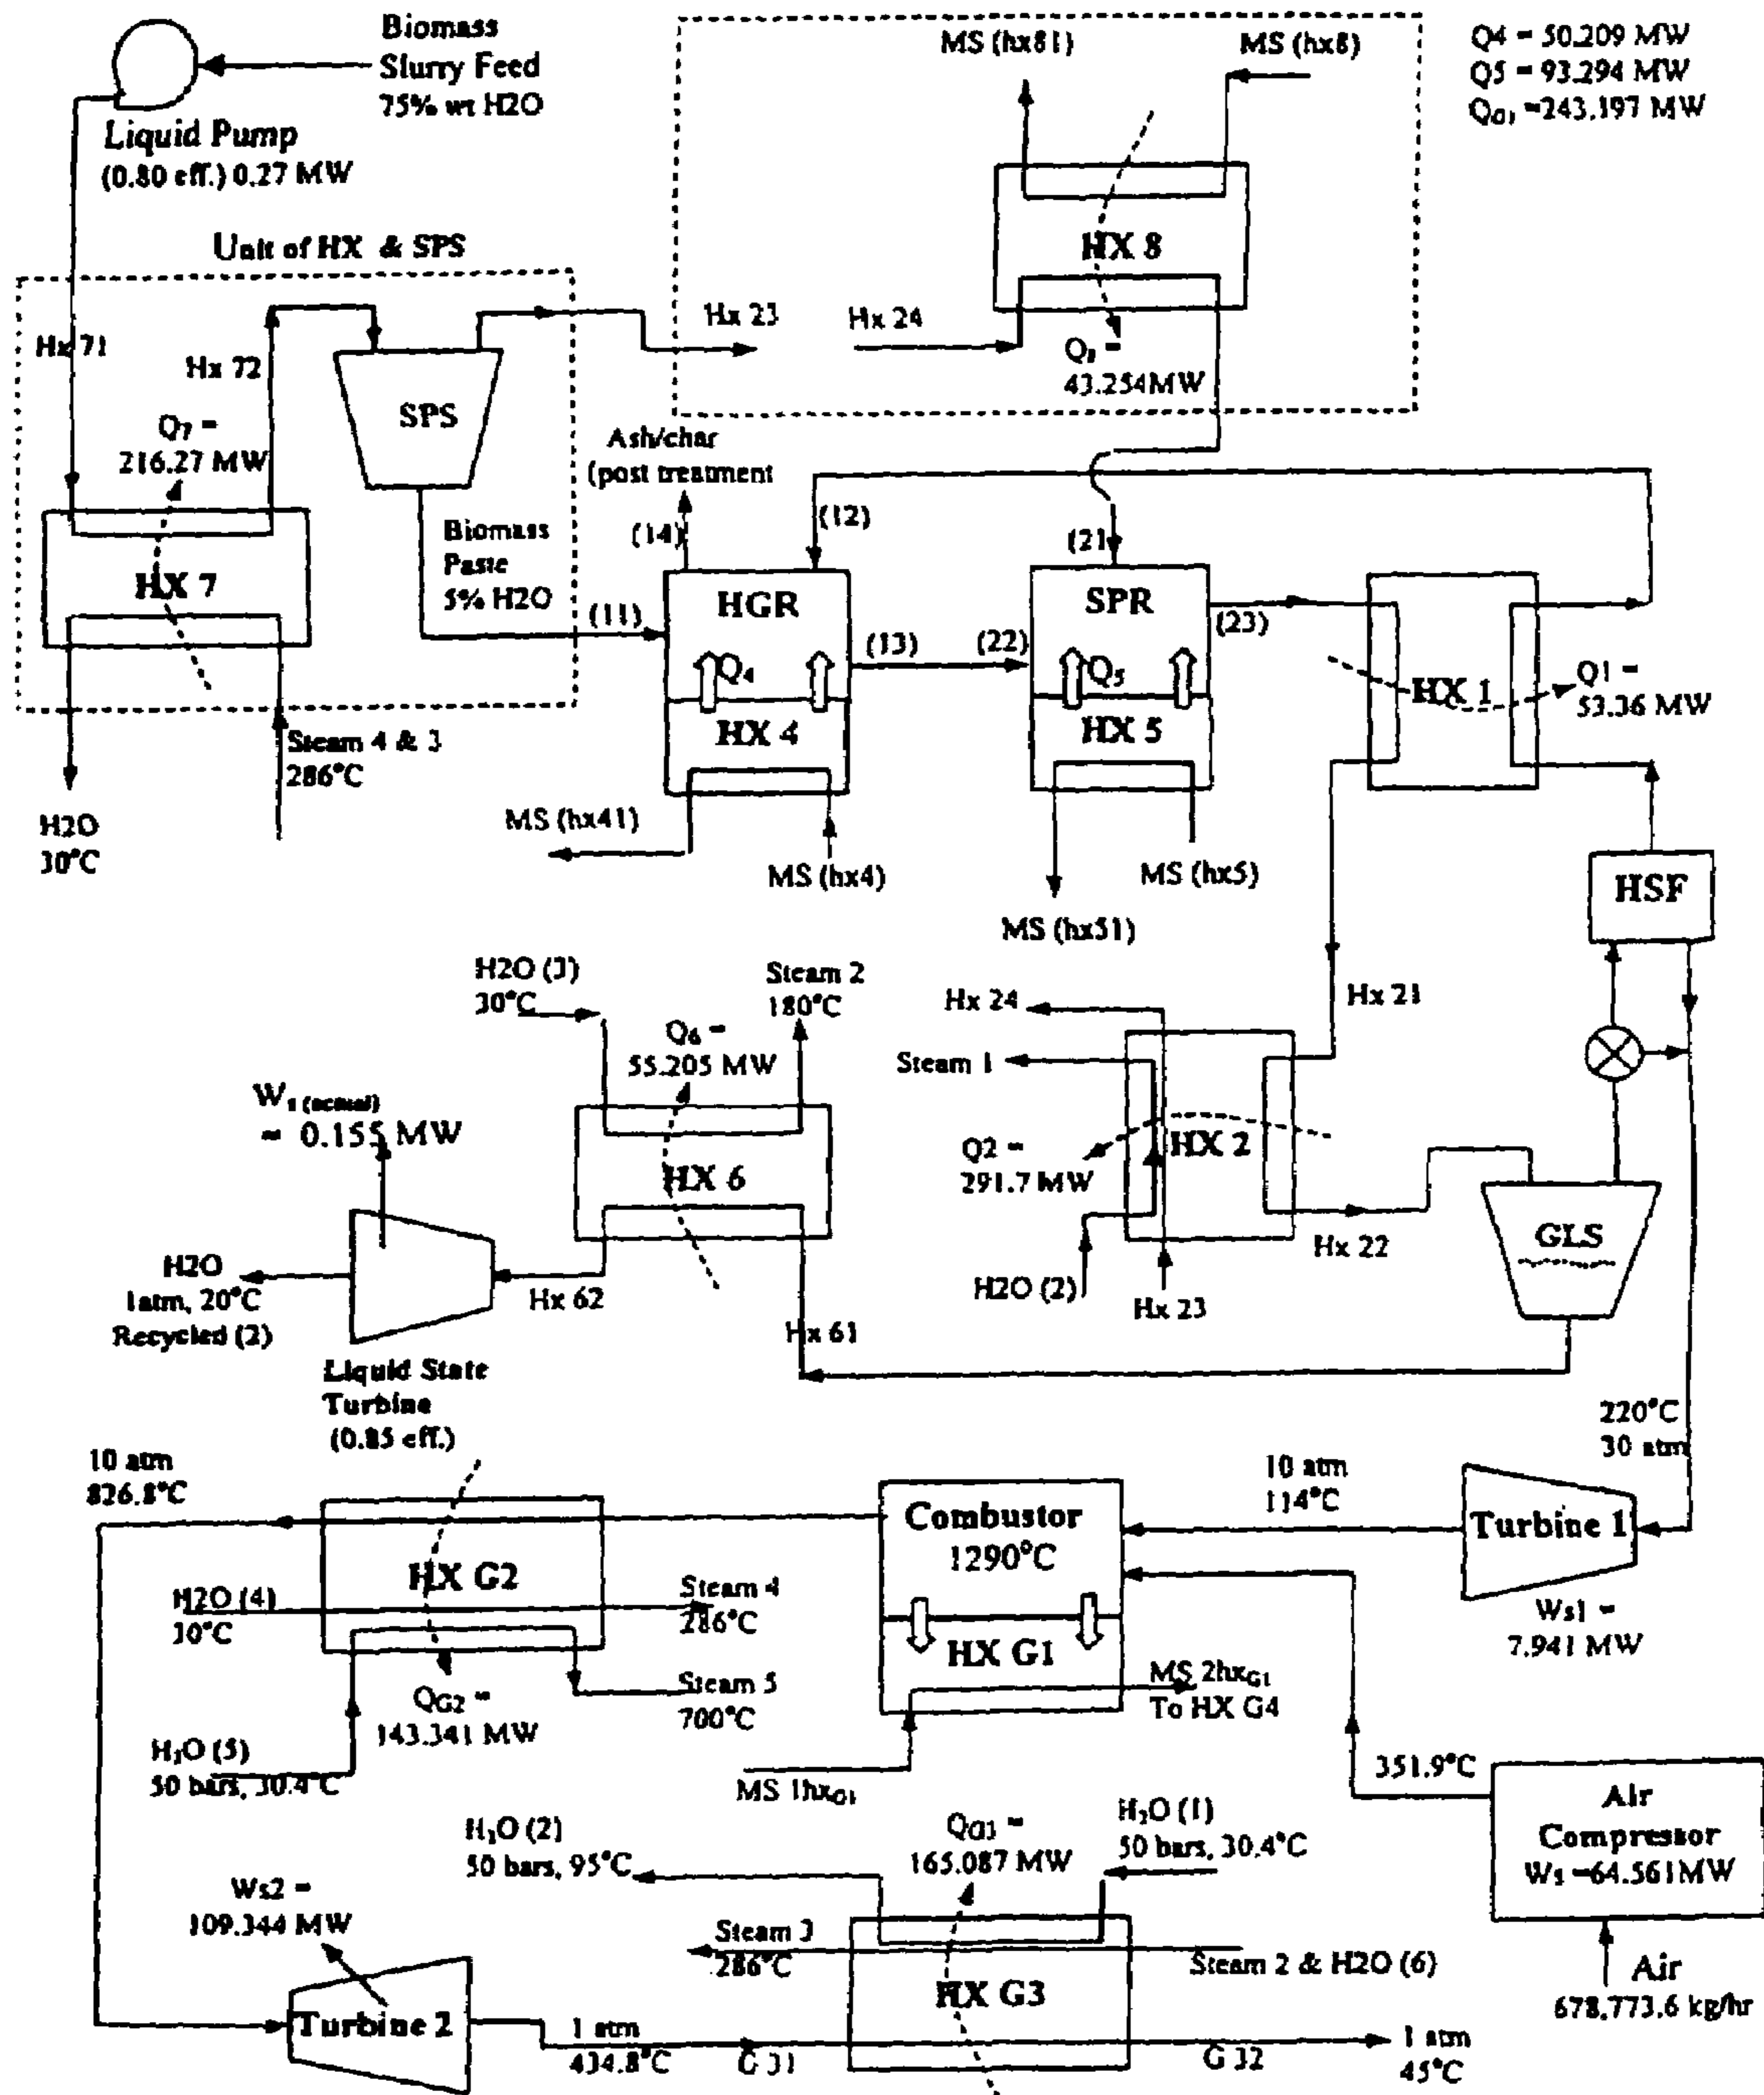 Biomass
Slurry Feed
75% wt H2O
Liquid Pump
(0.80 eff.) 0.27 MW
MS (hx81)
MS (hx8)
Q4 = 50.209 MW
Q5 = 93.294 MW
QG1 =243.197 MW
HX 8
Q8 =
43.254MW
Unit of HX & SPS
Hx 71
Hx 72
Hx 23
Hx 24
SPS
Q7 =
216.27 MW
HX 7
Biomass
Paste
5% H2O
Ash/char
(post treatment
(14)
(12)
(21)
(11)
HGR
Q4
HX 4
(13)
(22)
SPR
Q5
HX 5
(23)
HX 1
Q1 =
53.36 MW
Steam 4 & 3
286°C
H2O
30°C
MS (hx41)
MS (hx4)
MS (hx5)
MS (hx51)
HSF
H2O (3)
30°C
Steam 2
180°C
Q6 =
55.205 MW
HX 6
Hx 24
Hx 21
Steam 1
HX 2
Q2 =
291.7 MW
H2O (2)
Hx 23
Hx 22
GLS
W1 (actual)
= 0.155 MW
H2O
1atm, 20°C
Recycled (2)
Hx 62
Hx 61
Liquid State
Turbine
(0.85 eff.)
220°C
30 atm
10 atm
826.8°C
HX G2
Combustor
1290°C
HX G1
10 atm
114°C
Turbine 1
Ws1 =
7.941 MW
H2O (4)
30°C
Steam 4
286°C
Steam 5
700°C
QG2 =
143.341 MW
H2O (5)
50 bars, 30.4°C
MS 1hxG1
MS 2hxG1
To HX G4
351.9°C
Air
Compressor
Ws =64.561MW
Air
678,773.6 kg/hr
H2O (2)
50 bars, 95°C
QG3 =
165.087 MW
H2O (1)
50 bars, 30.4°C
Steam 3
286°C
Steam 2 & H2O (6)
HX G3
Ws2 =
109.344 MW
Turbine 2
1 atm
434.8°C
G 31
G 32
1 atm
45°C